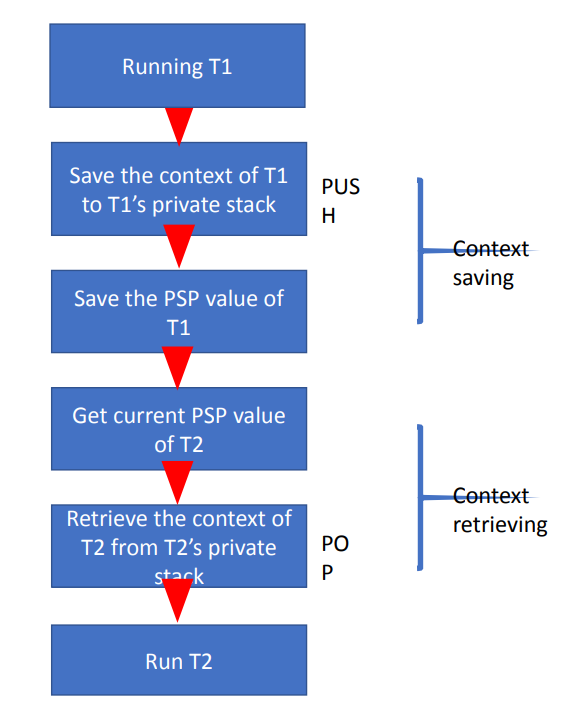 Running T1
Save the context of T1
to T1’s private stack
PUS
H
Context
saving
Save the PSP value of
T1
Get current PSP value
of T2
Retrieve the context of
T2 from T2’s private
stack
PO
P
Context
retrieving
Run T2